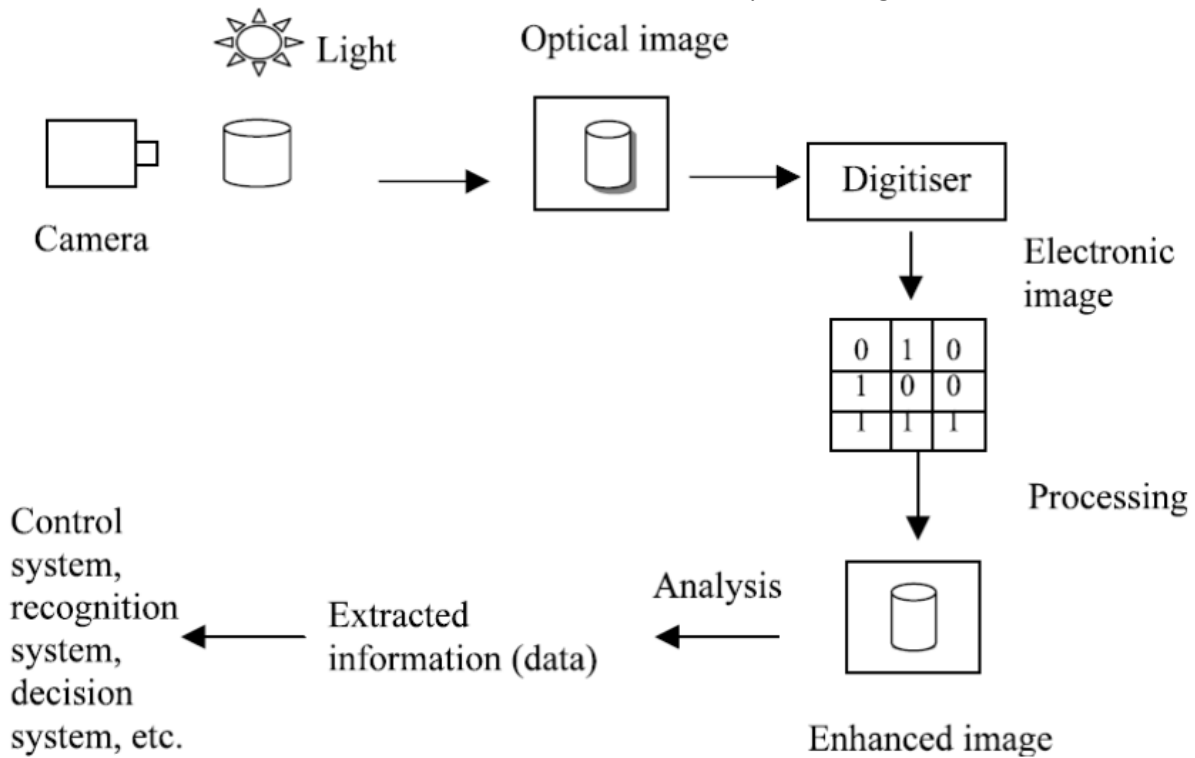 Light
Optical image
Camera
Digitiser
Electronic
image
0 1 0
1 0 0
1 1 1
Processing
Enhanced image
Analysis
Extracted
information (data)
Control
system,
recognition
system,
decision
system, etc.